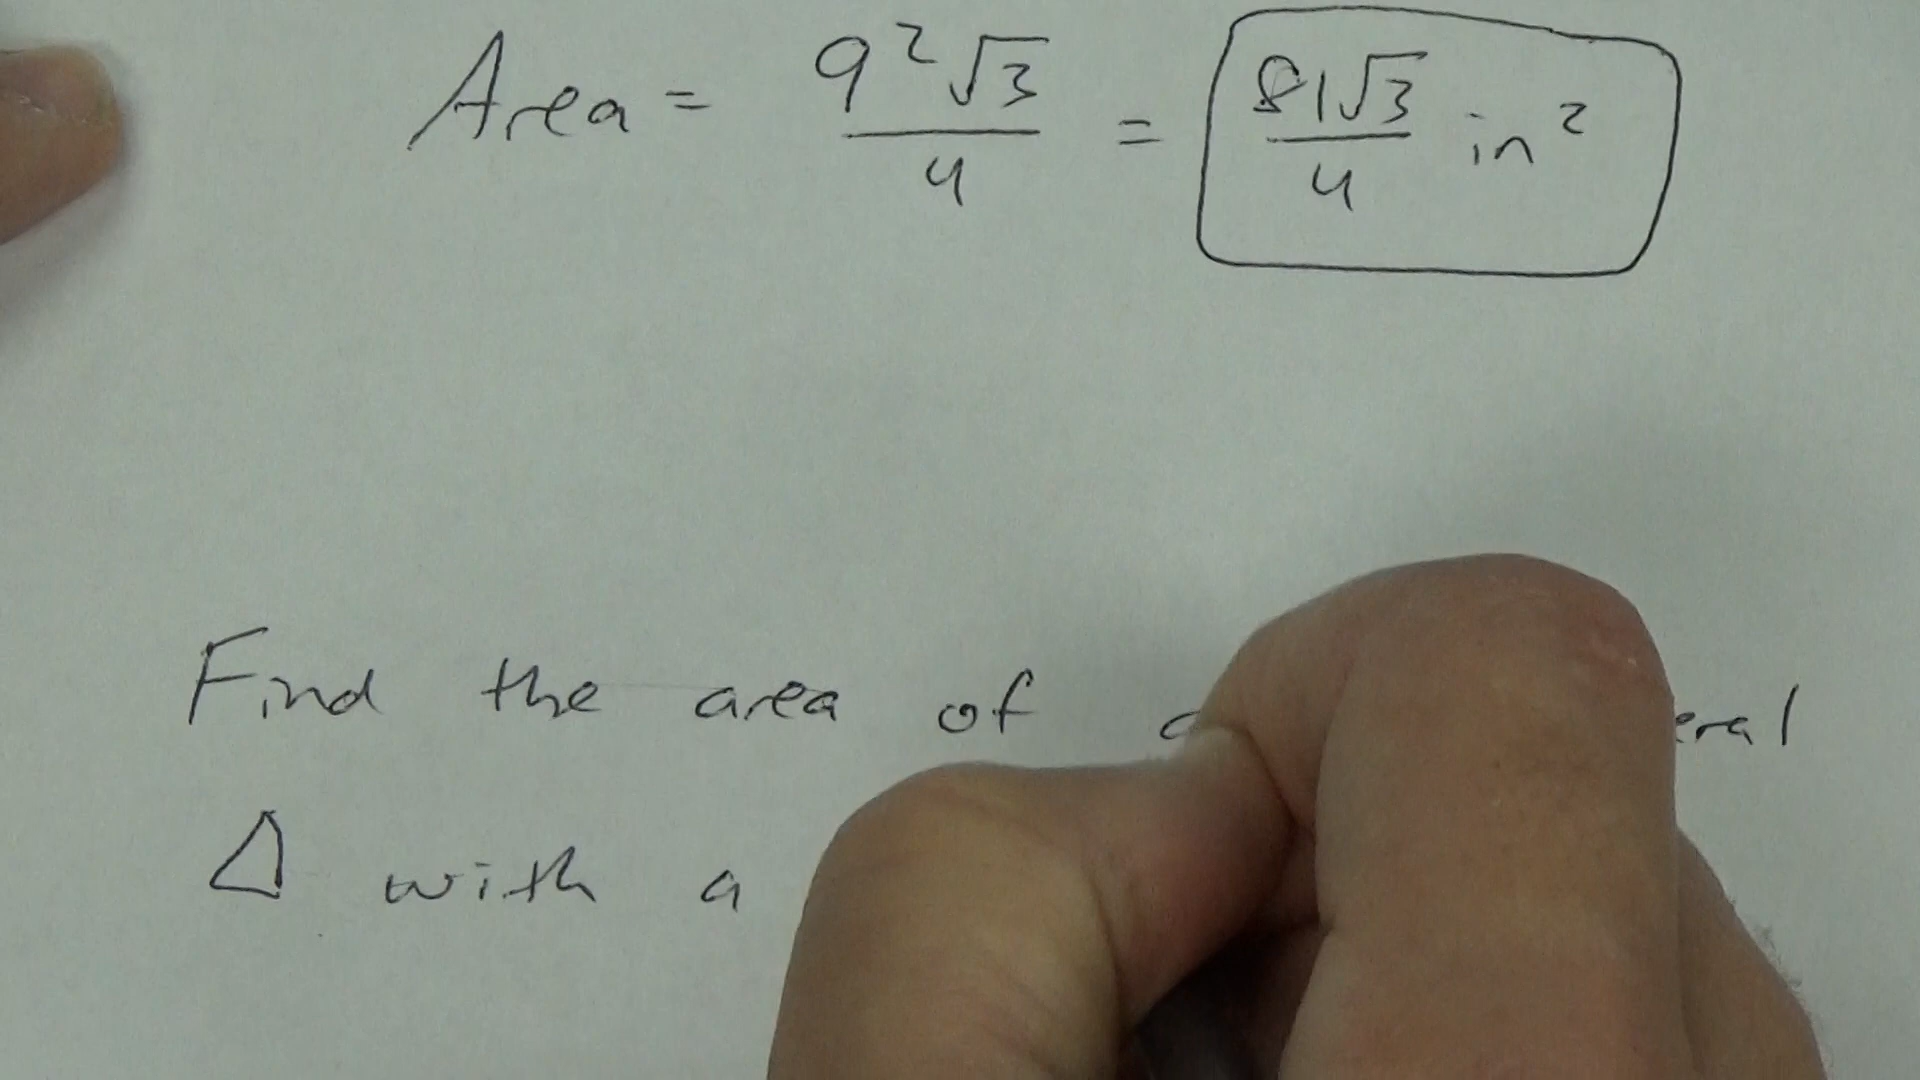 Area = 9²√3/4 = 81√3/4 in²
Find the area of
Δ with a